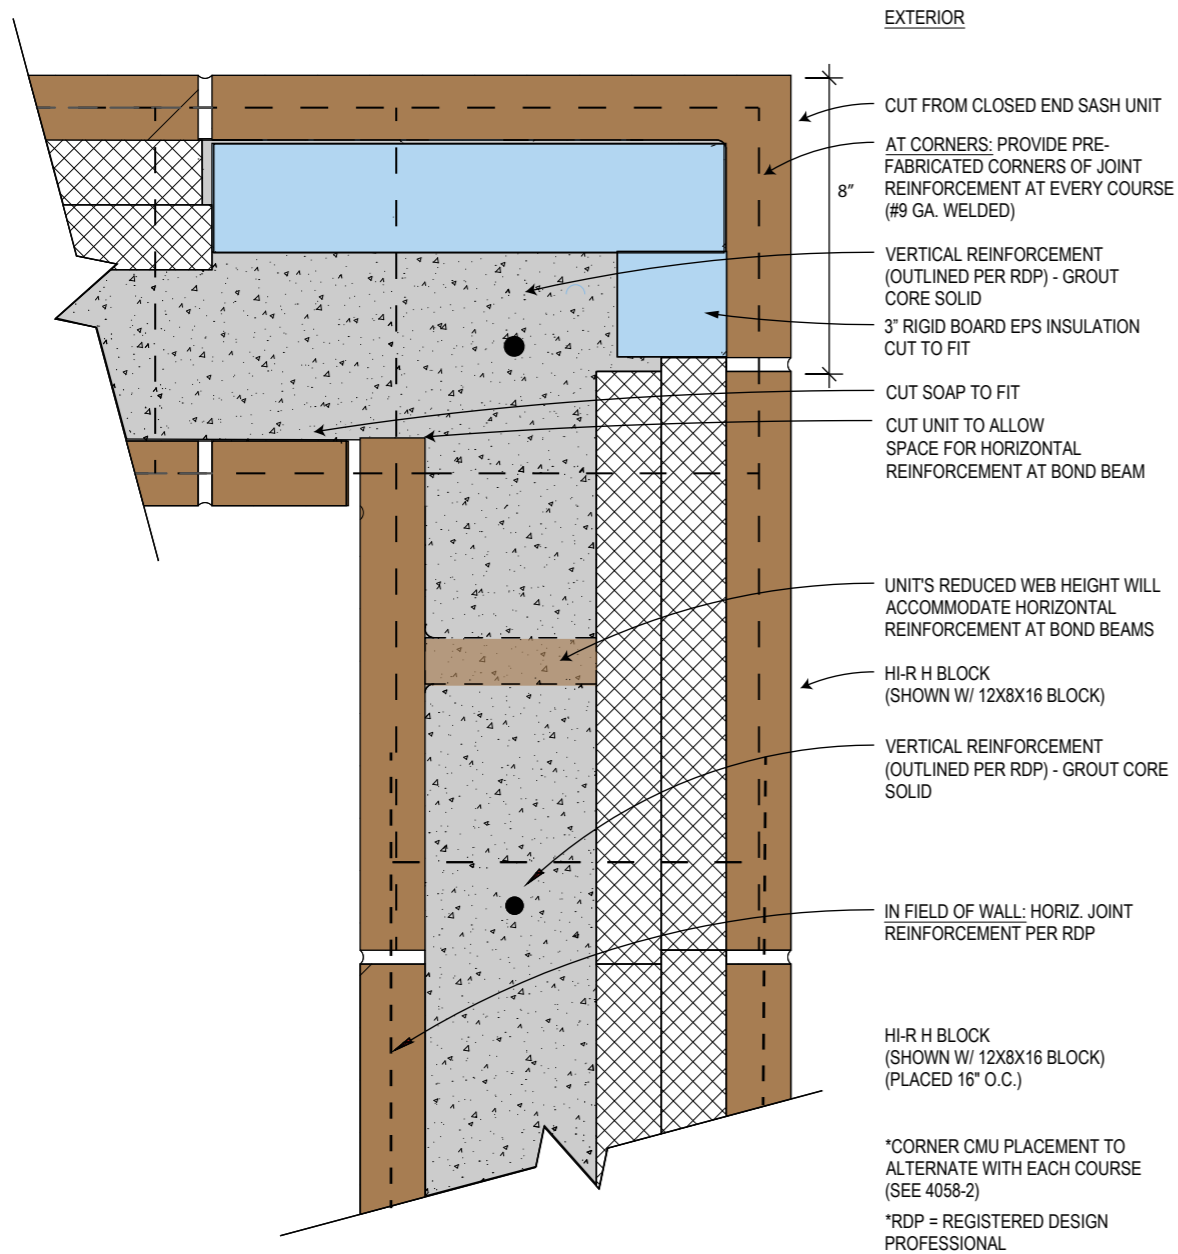 EXTERIOR
CUT FROM CLOSED END SASH UNIT
AT CORNERS: PROVIDE PRE-
FABRICATED CORNERS OF JOINT
REINFORCEMENT AT EVERY COURSE
(#9 GA. WELDED)
8"
VERTICAL REINFORCEMENT
(OUTLINED PER RDP) - GROUT
CORE SOLID
3" RIGID BOARD EPS INSULATION
CUT TO FIT
CUT SOAP TO FIT
CUT UNIT TO ALLOW
SPACE FOR HORIZONTAL
REINFORCEMENT AT BOND BEAM
UNIT'S REDUCED WEB HEIGHT WILL
ACCOMMODATE HORIZONTAL
REINFORCEMENT AT BOND BEAMS
HI-R H BLOCK
(SHOWN W/ 12X8X16 BLOCK)
VERTICAL REINFORCEMENT
(OUTLINED PER RDP) - GROUT CORE
SOLID
IN FIELD OF WALL: HORIZ. JOINT
REINFORCEMENT PER RDP
HI-R H BLOCK
(SHOWN W/ 12X8X16 BLOCK)
(PLACED 16" O.C.)
*CORNER CMU PLACEMENT TO
ALTERNATE WITH EACH COURSE
(SEE 4058-2)
*RDP = REGISTERED DESIGN
PROFESSIONAL